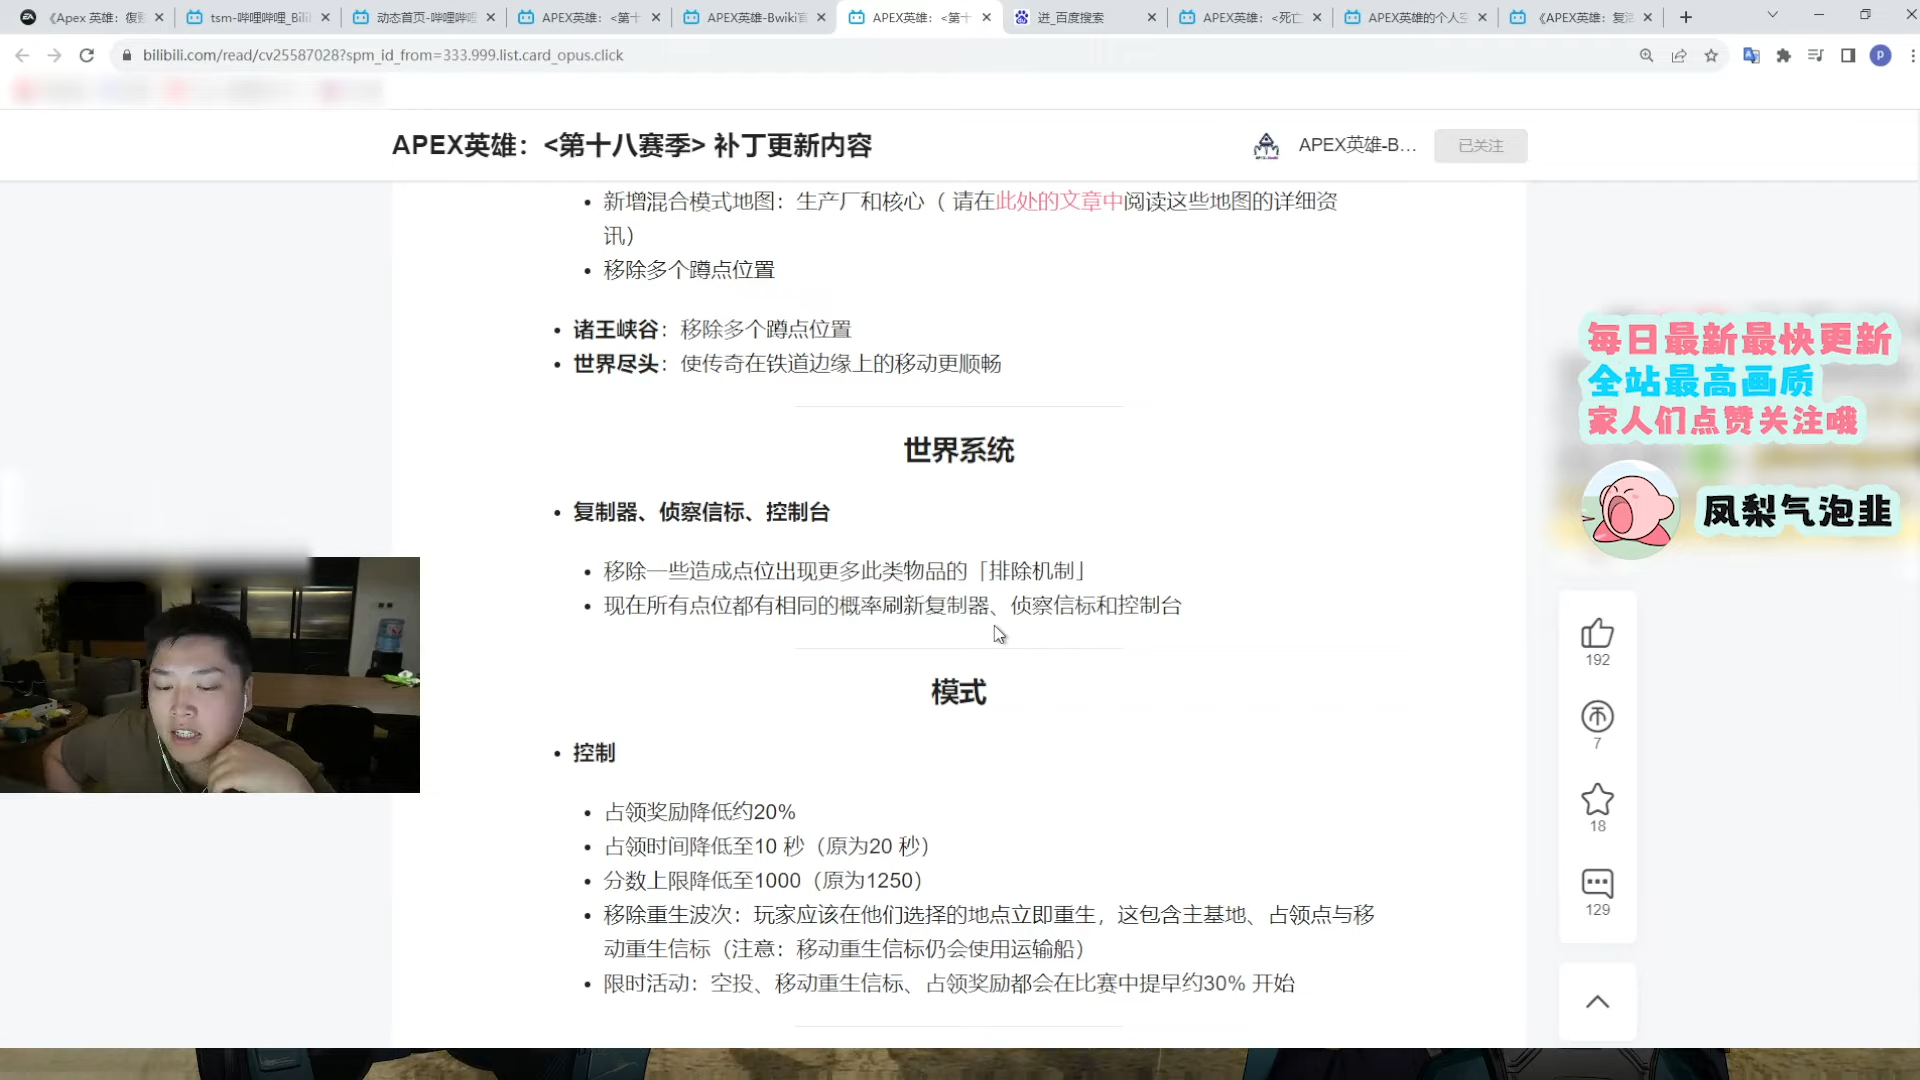 《Apex 英雄：復
tsm-哔哩哔哩_Bili
动态首页-哔哩哔哩
APEX英雄：<第十
APEX英雄-Bwiki
APEX英雄：<第十
进_百度搜索
APEX英雄：<死亡
APEX英雄的个人空
《APEX英雄：复活
bilibili.com/read/cv25587028?spm_id_from=333.999.list.card_opus.click
P
APEX英雄：<第十八赛季> 补丁更新内容
APEX英雄-B...
已关注
新增混合模式地图：生产厂和核心（ 请在此处的文章中阅读这些地图的详细资
讯）
移除多个蹲点位置
诸王峡谷：移除多个蹲点位置
世界尽头：使传奇在铁道边缘上的移动更顺畅
每日最新最快更新
全站最高画质
家人们点赞关注哦
凤梨气泡韭
世界系统
复制器、侦察信标、控制台
移除一些造成点位出现更多此类物品的「排除机制」
现在所有点位都有相同的概率刷新复制器、侦察信标和控制台
模式
控制
占领奖励降低约20%
占领时间降低至10 秒（原为20 秒）
分数上限降低至1000（原为1250）
移除重生波次：玩家应该在他们选择的地点立即重生，这包含主基地、占领点与移
动重生信标（注意：移动重生信标仍会使用运输船）
限时活动：空投、移动重生信标、占领奖励都会在比赛中提早约30% 开始
192
7
18
129